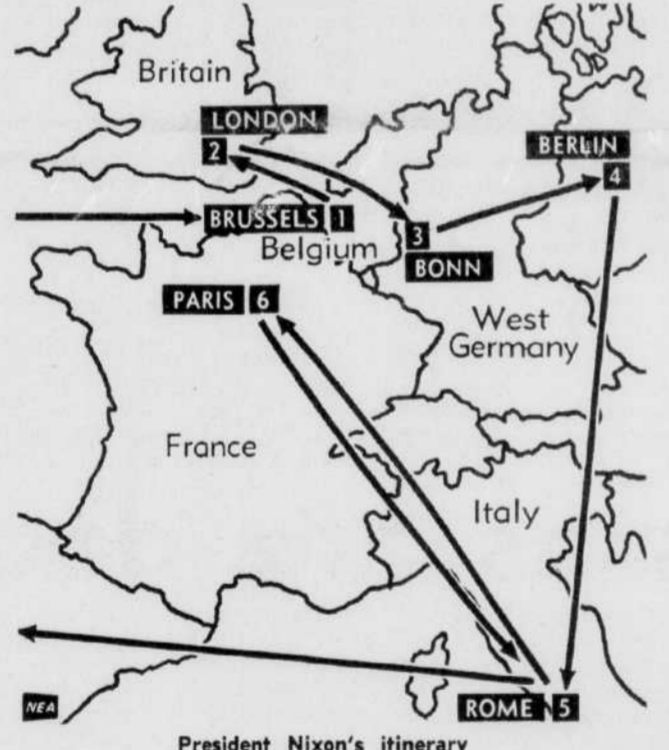 Britain
LONDON
2
BERLIN
4
BRUSSELS 1
Belgium
3
BONN
PARIS 6
West
Germany
France
Italy
NEA
ROME 5
President Nixon's itinerary